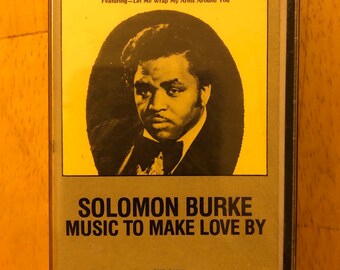 Featuring—Let Me Wrap My Arms Around You
SOLOMON BURKE
MUSIC TO MAKE LOVE BY